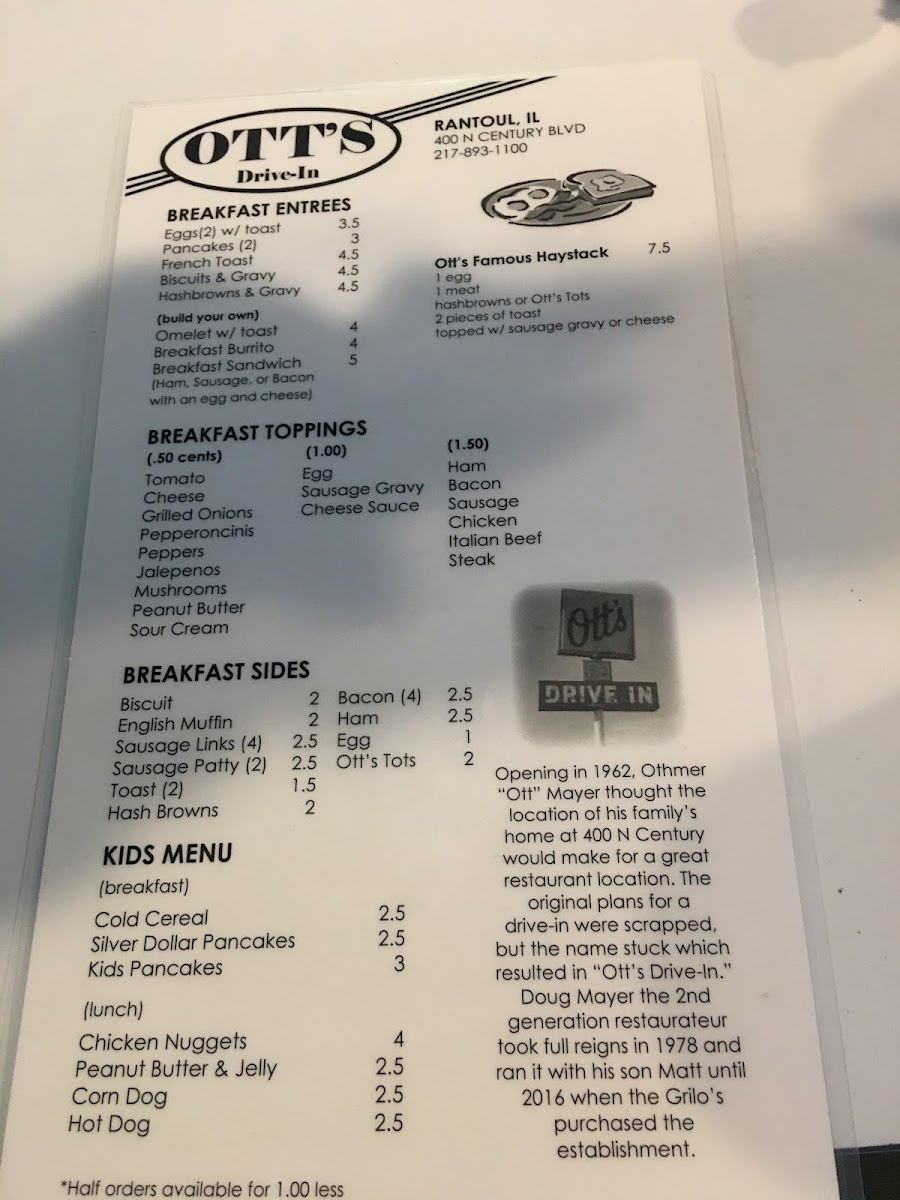 OTT'S
Drive-In
RANTOUL, IL
400 N CENTURY BLVD
217-893-1100
BREAKFAST ENTREES
Eggs(2) w/ toast 3.5
Pancakes (2) 3
French Toast 4.5
Biscuits & Gravy 4.5
Hashbrowns & Gravy 4.5
(build your own)
Omelet w/ toast 4
Breakfast Burrito 4
Breakfast Sandwich 5
(Ham, Sausage, or Bacon
with an egg and cheese)
Ott's Famous Haystack 7.5
1 egg
1 meat
hashbrowns or Ott's Tots
2 pieces of toast
topped w/ sausage gravy or cheese
BREAKFAST TOPPINGS
(.50 cents)
Tomato
Cheese
Grilled Onions
Pepperoncinis
Peppers
Jalepenos
Mushrooms
Peanut Butter
Sour Cream
(1.00)
Egg
Sausage Gravy
Cheese Sauce
(1.50)
Ham
Bacon
Sausage
Chicken
Italian Beef
Steak
BREAKFAST SIDES
Biscuit 2
English Muffin 2
Sausage Links (4) 2.5
Sausage Patty (2) 2.5
Toast (2) 1.5
Hash Browns 2
Bacon (4) 2.5
Ham 2.5
Egg 1
Ott's Tots 2
KIDS MENU
(breakfast)
Cold Cereal 2.5
Silver Dollar Pancakes 2.5
Kids Pancakes 3
(lunch)
Chicken Nuggets 4
Peanut Butter & Jelly 2.5
Corn Dog 2.5
Hot Dog 2.5
*Half orders available for 1.00 less
Ott's
DRIVE IN
Opening in 1962, Othmer
"Ott" Mayer thought the
location of his family's
home at 400 N Century
would make for a great
restaurant location. The
original plans for a
drive-in were scrapped,
but the name stuck which
resulted in "Ott's Drive-In."
Doug Mayer the 2nd
generation restaurateur
took full reigns in 1978 and
ran it with his son Matt until
2016 when the Grilo's
purchased the
establishment.